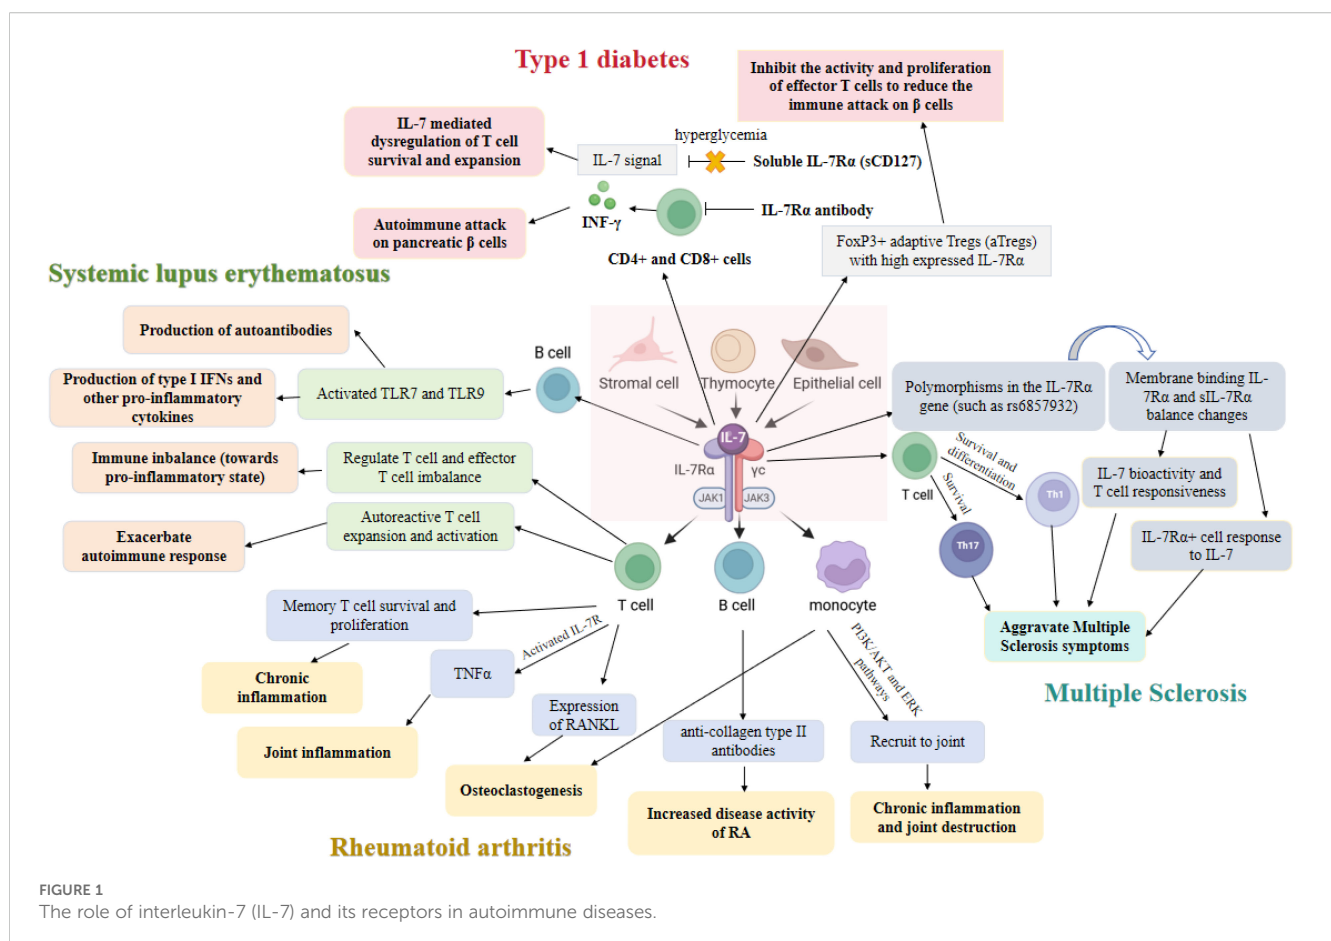 Type 1 diabetes
Inhibit the activity and proliferation
of effector T cells to reduce the
immune attack on β cells
IL-7 mediated
dysregulation of T cell
survival and expansion
IL-7 signal
hyperglycemia
Soluble IL-7Rα (sCD127)
INF-γ
IL-7Rα antibody
Autoimmune attack
on pancreatic β cells
CD4+ and CD8+ cells
FoxP3+ adaptive Tregs (aTregs)
with high expressed IL-7Rα
Systemic lupus erythematosus
Production of autoantibodies
B cell
Production of type I IFNs and
other pro-inflammatory
cytokines
Activated TLR7 and TLR9
Immune inbalance (towards
pro-inflammatory state)
Regulate T cell and effector
T cell imbalance
Exacerbate
autoimmune response
Autoreactive T cell
expansion and activation
Stromal cell
Thymocyte
Epithelial cell
IL-7
IL-7Rα
γc
JAK1
JAK3
Polymorphisms in the IL-7Rα
gene (such as rs6857932)
Membrane binding IL-
7Rα and sIL-7Rα
balance changes
T cell
Survival and
differentiation
Survival
Th1
Th17
IL-7 bioactivity and
T cell responsiveness
IL-7Rα+ cell response
to IL-7
Aggravate Multiple
Sclerosis symptoms
Multiple Sclerosis
T cell
B cell
monocyte
Memory T cell survival and
proliferation
Activated IL-7R
TNFα
Chronic
inflammation
Joint inflammation
Expression
of RANKL
Osteoclastogenesis
anti-collagen type II
antibodies
Increased disease activity
of RA
PI3K/AKT and ERK
pathways
Recruit to joint
Chronic inflammation
and joint destruction
Rheumatoid arthritis
FIGURE 1
The role of interleukin-7 (IL-7) and its receptors in autoimmune diseases.